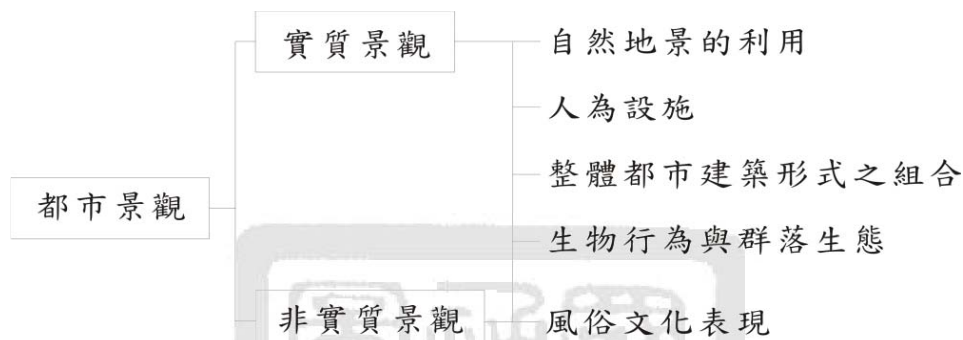 實質景觀
自然地景的利用
人為設施
整體都市建築形式之組合
都市景觀
生物行為與群落生態
非實質景觀
風俗文化表現